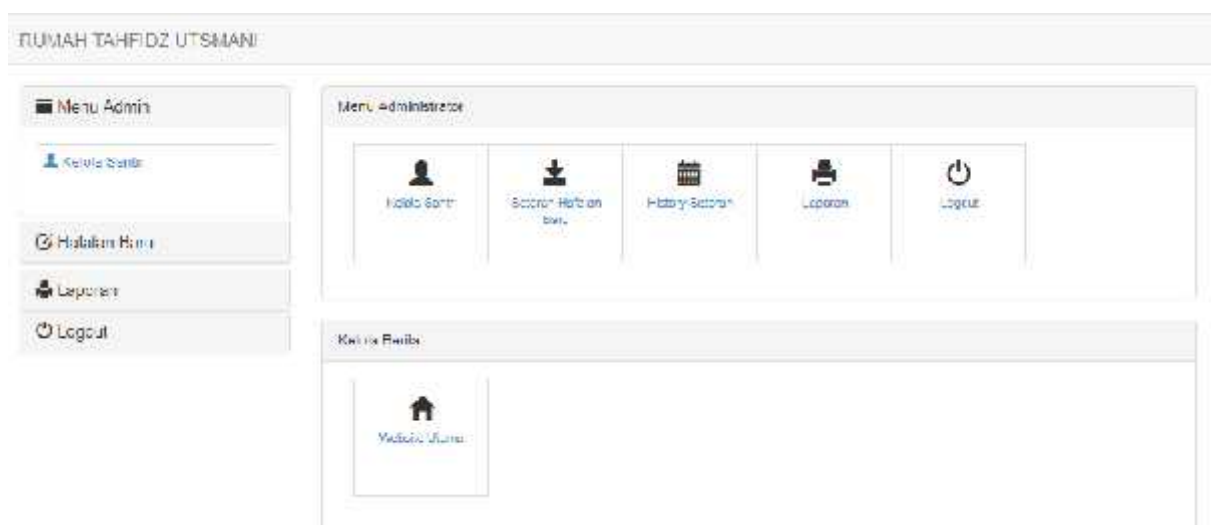 RUMAH TAHFIDZ UTSMANI
Menu Admin
Kelola Santri
Hafalan Baru
Laporan
Logout
Menu Administrator
Kelola Santri
Setoran Hafalan
Baru
History Setoran
Laporan
Logout
Kelola Berita
Website Utama